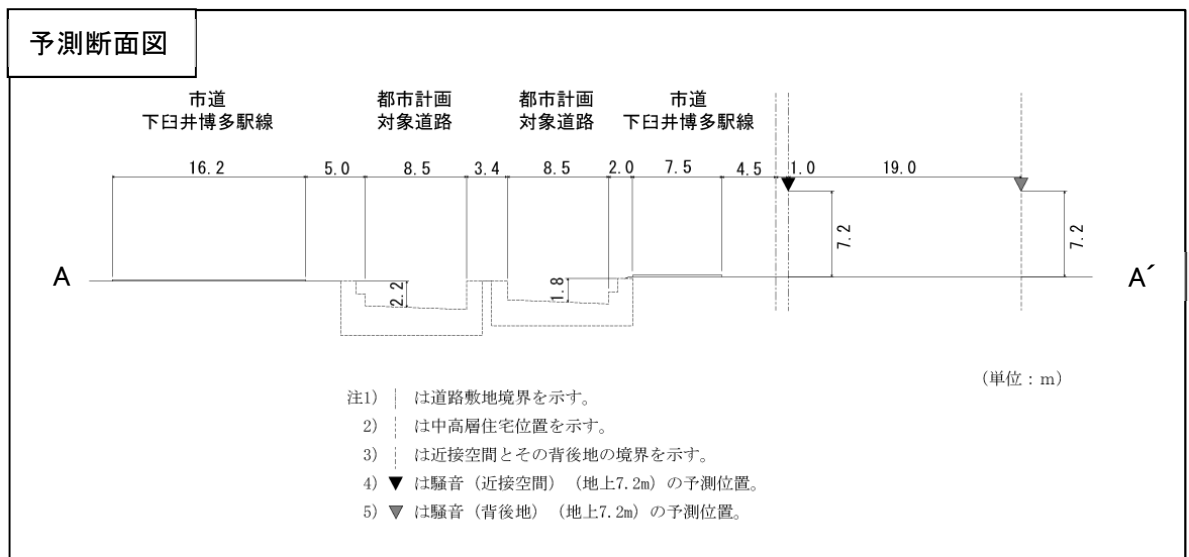 予測断面図
市道
下臼井博多駅線
都市計画
対象道路
都市計画
対象道路
市道
下臼井博多駅線
16.2 5.0 8.5 3.4 8.5 2.0 7.5 4.5 1.0 19.0
7.2
7.2
A
2.2
1.8
A´
(単位:m)
注1) は道路敷地境界を示す。
2) は中高層住宅位置を示す。
3) は近接空間とその背後地の境界を示す。
4) ▼ は騒音(近接空間)(地上7.2m)の予測位置。
5) ▼ は騒音(背後地)(地上7.2m)の予測位置。